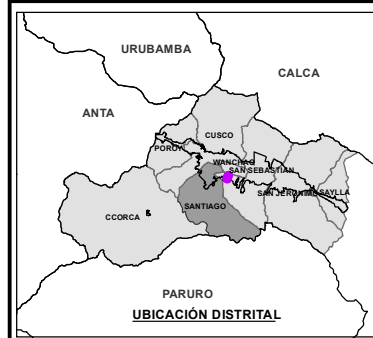 URUBAMBA
CALCA
ANTA
CUSCO
POROY
WANCHAQ
SAN SEBASTIAN
SAN JERONIMO
SAYLLA
SANTIAGO
CCORCA
PARURO
UBICACIÓN DISTRITAL